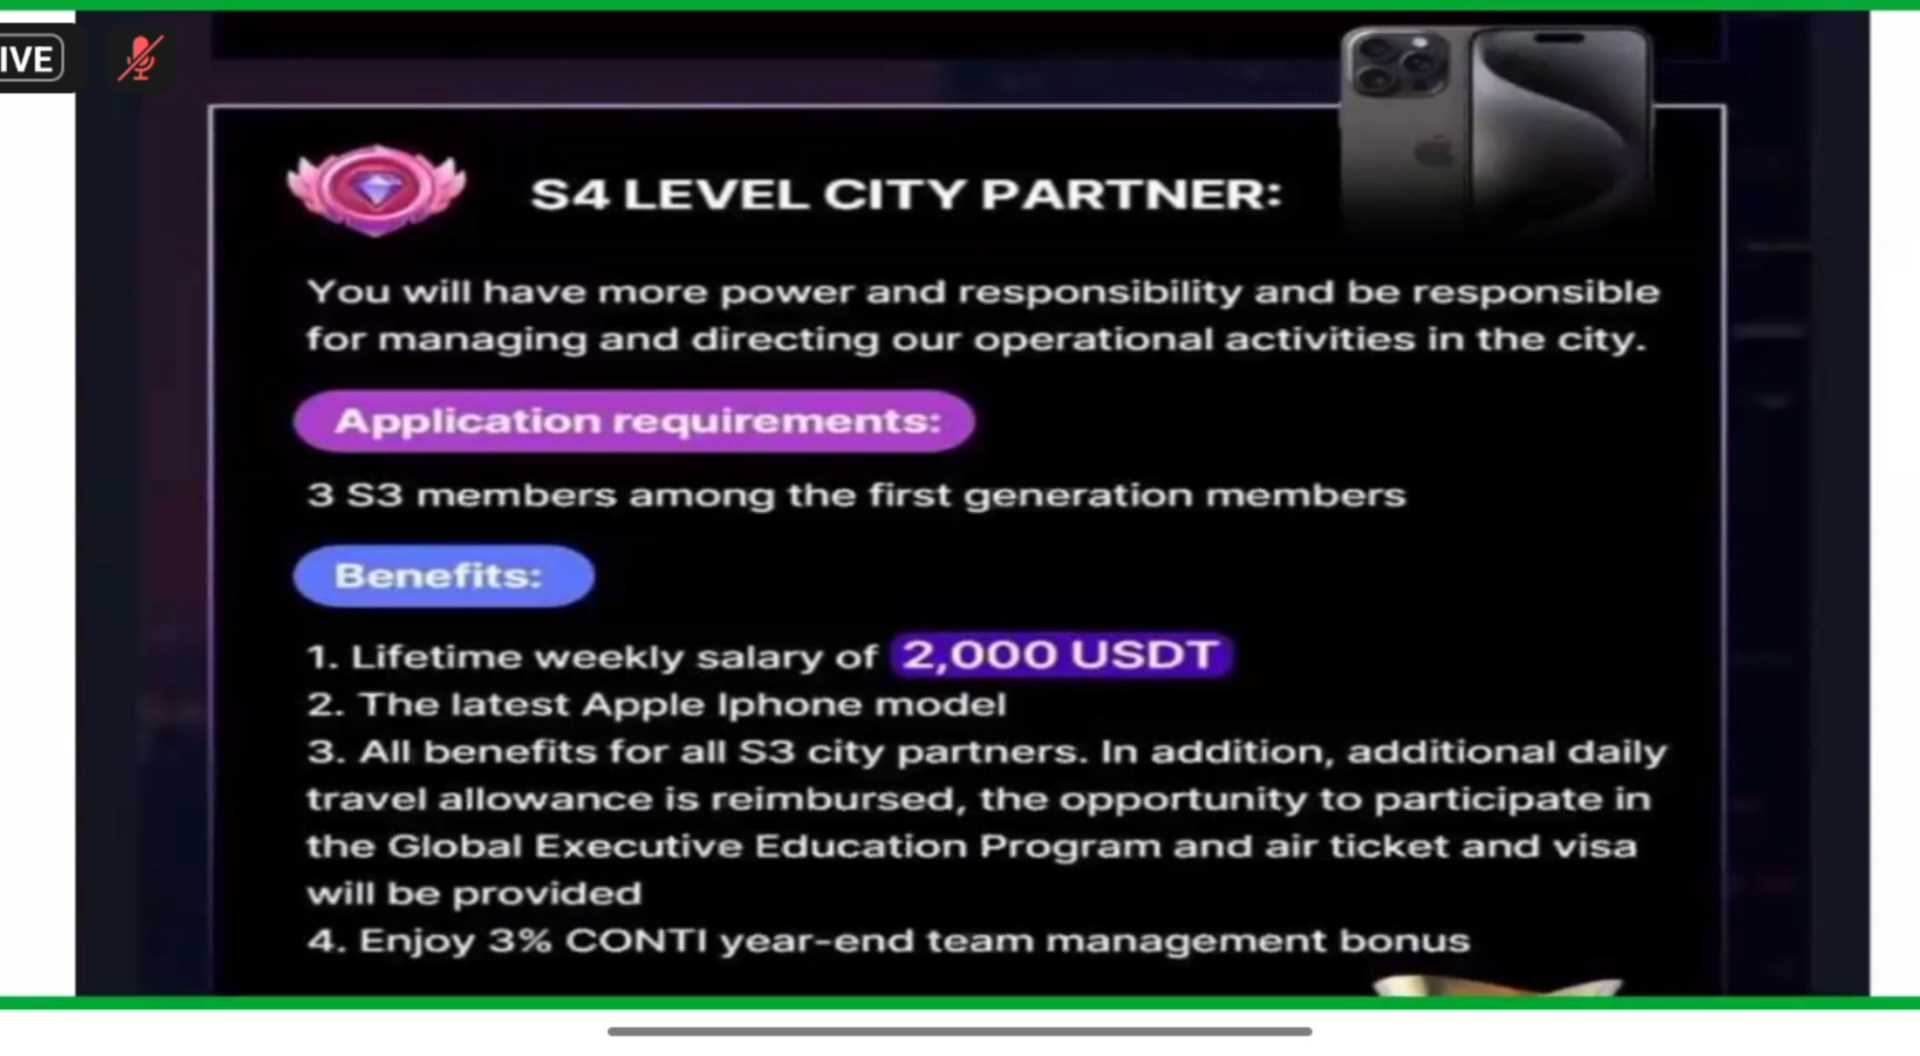 IVE
S4 LEVEL CITY PARTNER:
You will have more power and responsibility and be responsible
for managing and directing our operational activities in the city.
Application requirements:
3 S3 members among the first generation members
Benefits:
1. Lifetime weekly salary of 2,000 USDT
2. The latest Apple Iphone model
3. All benefits for all S3 city partners. In addition, additional daily
travel allowance is reimbursed, the opportunity to participate in
the Global Executive Education Program and air ticket and visa
will be provided
4. Enjoy 3% CONTI year-end team management bonus